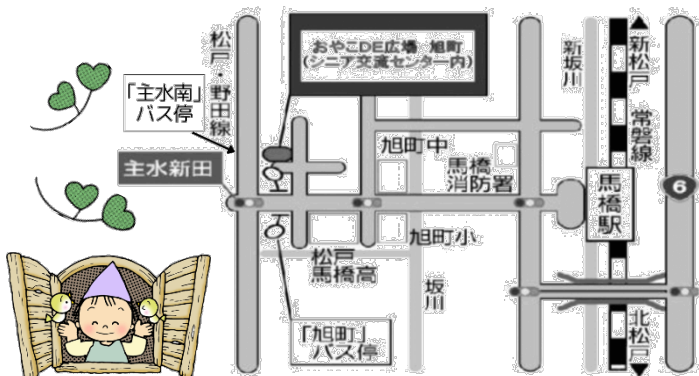 おやこDE広場 旭町
(シニア交流センター内)
松戸・野田線
「主水南」
バス停
主水新田
旭町中
馬橋
消防署
新坂川
▲新松戸
常磐線
馬橋駅
6
旭町小
松戸
馬橋高
坂川
「旭町」
バス停
北松戸▼